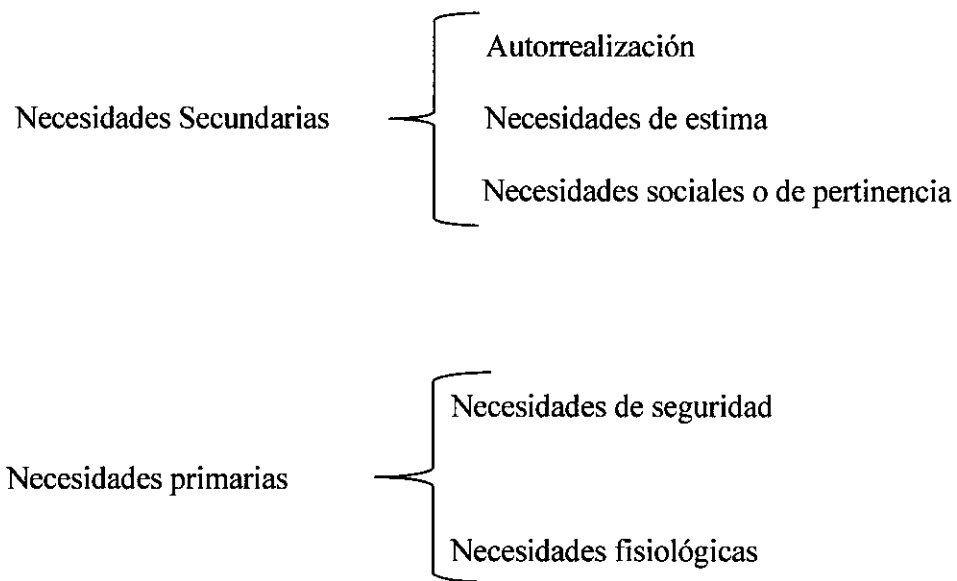 Autorrealización
Necesidades Secundarias
Necesidades de estima
Necesidades sociales o de pertinencia
Necesidades de seguridad
Necesidades primarias
Necesidades fisiológicas